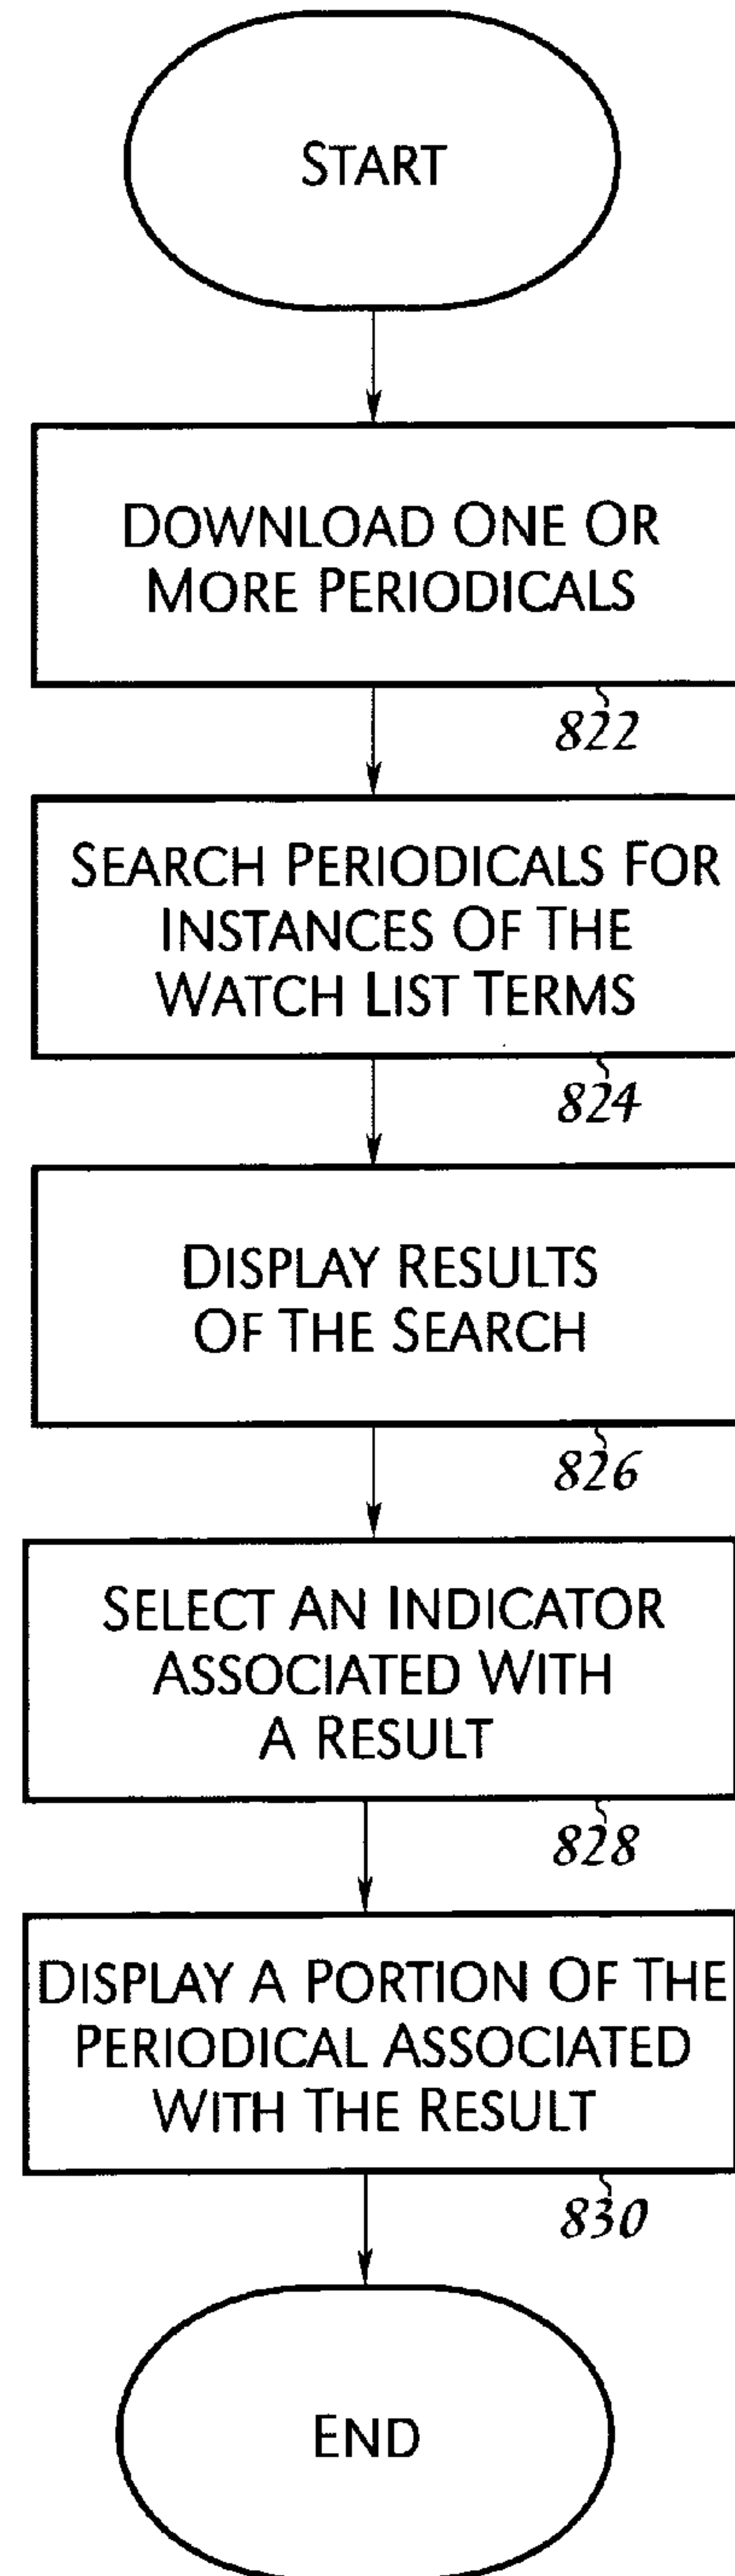 START
DOWNLOAD ONE OR
MORE PERIODICALS
822
SEARCH PERIODICALS FOR
INSTANCES OF THE
WATCH LIST TERMS
824
DISPLAY RESULTS
OF THE SEARCH
826
SELECT AN INDICATOR
ASSOCIATED WITH
A RESULT
828
DISPLAY A PORTION OF THE
PERIODICAL ASSOCIATED
WITH THE RESULT
830
END